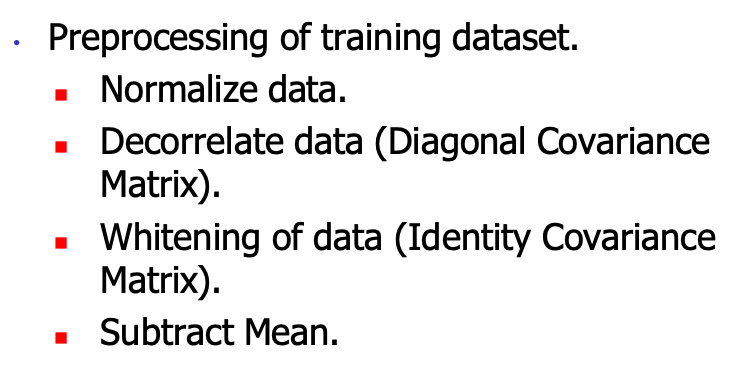 • Preprocessing of training dataset.
▪ Normalize data.
▪ Decorrelate data (Diagonal Covariance
Matrix).
▪ Whitening of data (Identity Covariance
Matrix).
▪ Subtract Mean.